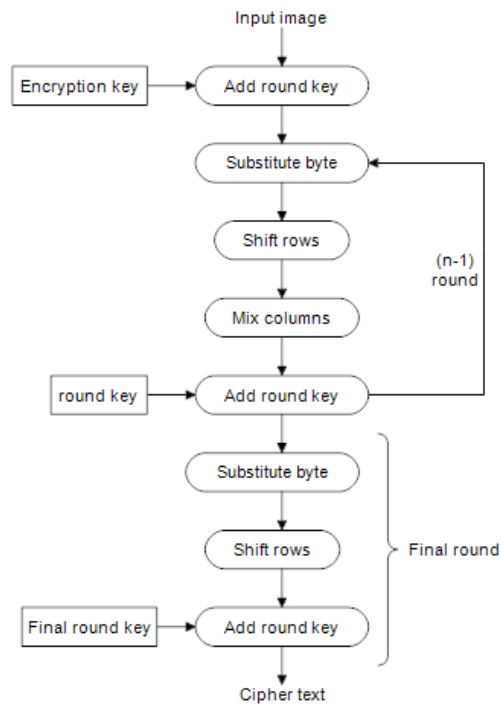 Input image
Encryption key
Add round key
Substitute byte
Shift rows
(n-1)
round
Mix columns
round key
Add round key
Substitute byte
Shift rows
Final round
Final round key
Add round key
Cipher text